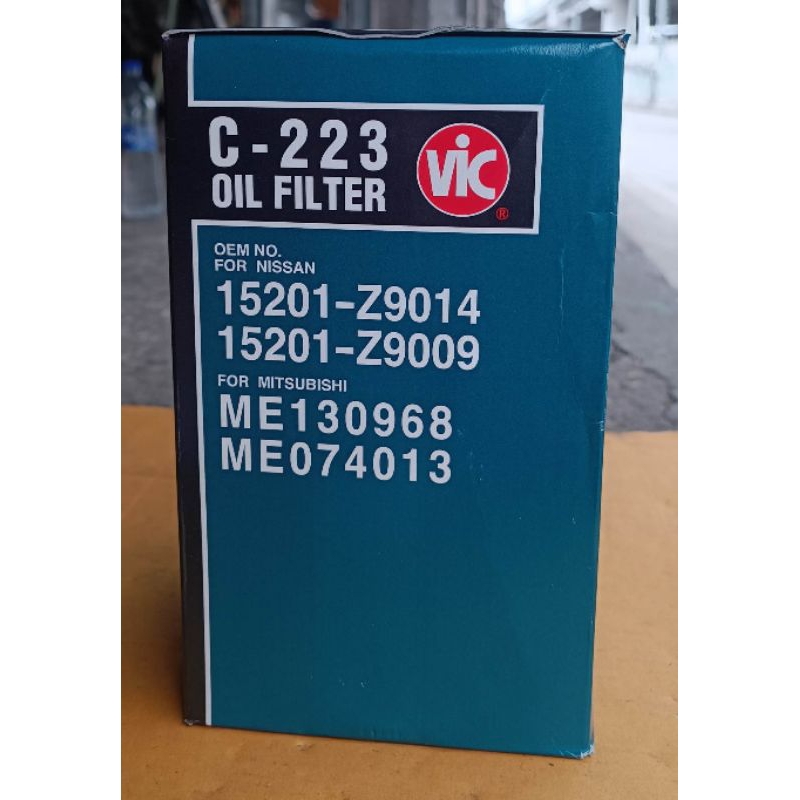 C-223
OIL FILTER
VIC
®
OEM NO.
FOR NISSAN
15201-Z9014
15201-Z9009
FOR MITSUBISHI
ME130968
ME074013